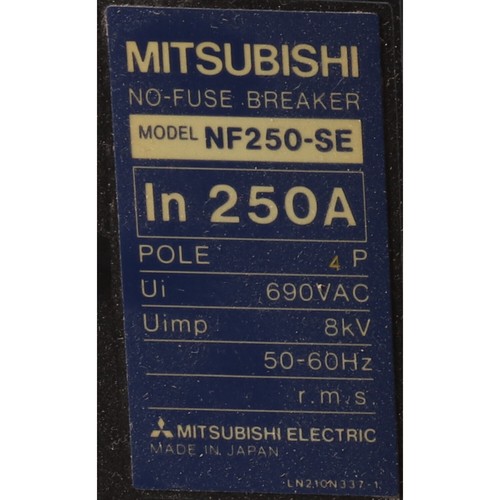 MITSUBISHI
NO-FUSE BREAKER
MODEL NF250-SE
In 250A
POLE 4 P
Ui 690VAC
Uimp 8kV
50-60Hz
r.m.s.
MITSUBISHI ELECTRIC
MADE IN JAPAN
LN210N337-1